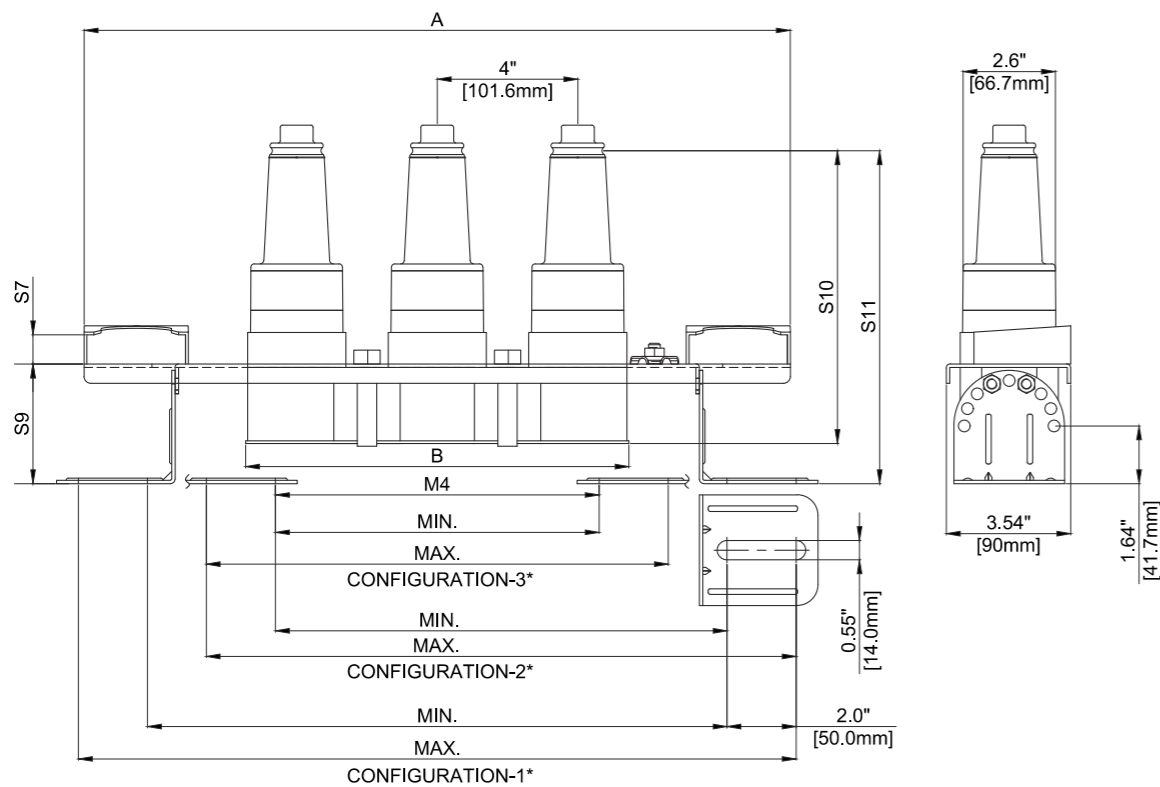 A
4"
[101.6mm]
2.6"
[66.7mm]
S7
S9
S10
S11
B
M4
MIN.
MAX.
CONFIGURATION-3*
MIN.
MAX.
CONFIGURATION-2*
MIN.
MAX.
CONFIGURATION-1*
0.55"
[14.0mm]
2.0"
[50.0mm]
3.54"
[90mm]
1.64"
[41.7mm]